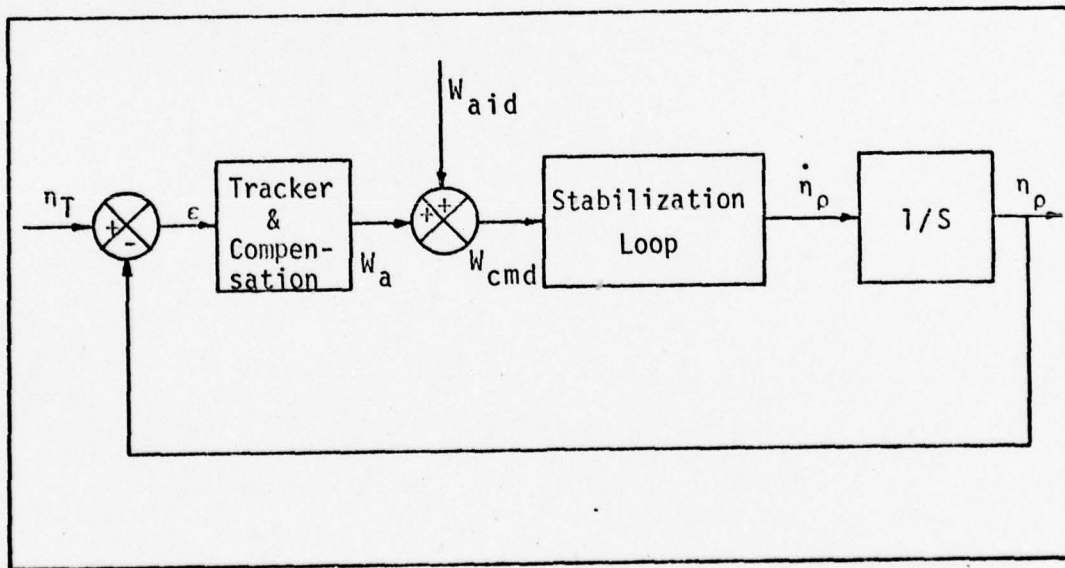 W aid
η T
+
-
ε
Tracker
&
Compen-
sation
W a
+
+
W cmd
Stabilization
Loop
η̇ ρ
1/S
η ρ